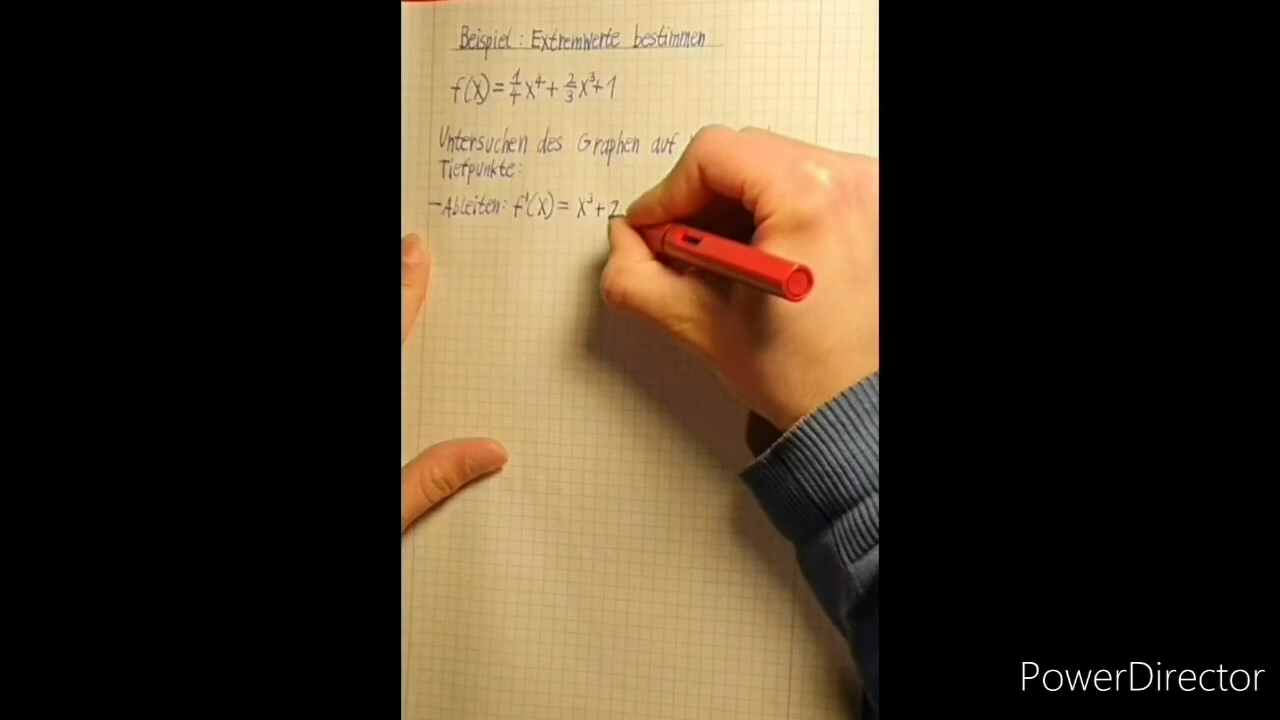 Beispiel: Extremwerte bestimmen
f(x) = 1/4 x⁴ + 2/3 x³ + 1
Untersuchen des Graphen auf
Tiefpunkte:
- Ableiten: f'(x) = x³ + 2
PowerDirector